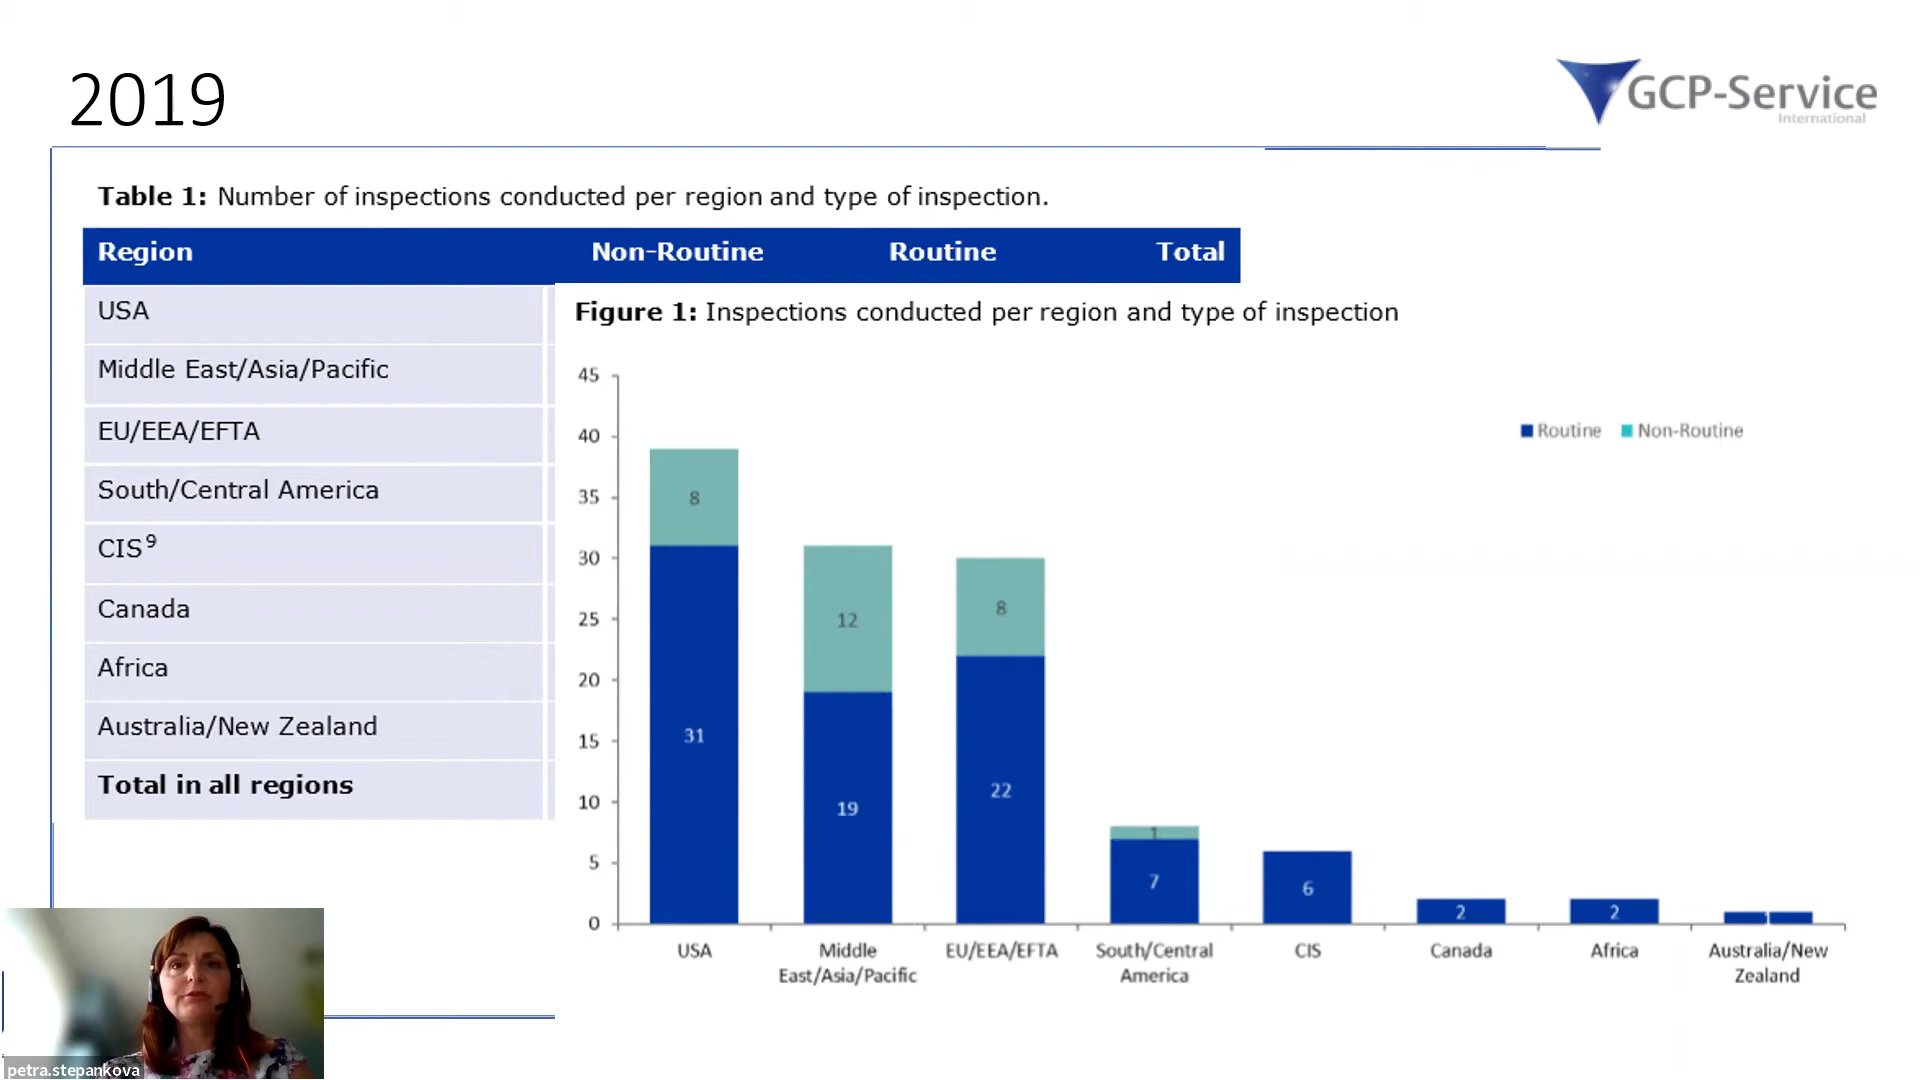 2019
GCP-Service
International
Table 1: Number of inspections conducted per region and type of inspection.
Region Non-Routine Routine Total
USA
Middle East/Asia/Pacific
EU/EEA/EFTA
South/Central America
CIS⁹
Canada
Africa
Australia/New Zealand
Total in all regions
Figure 1: Inspections conducted per region and type of inspection
45
40
35
30
25
20
15
10
5
0
Routine Non-Routine
8
31
12
19
8
22
1
7
6
2
2
1
USA
Middle
East/Asia/Pacific
EU/EEA/EFTA
South/Central
America
CIS
Canada
Africa
Australia/New
Zealand
petra.stepankova